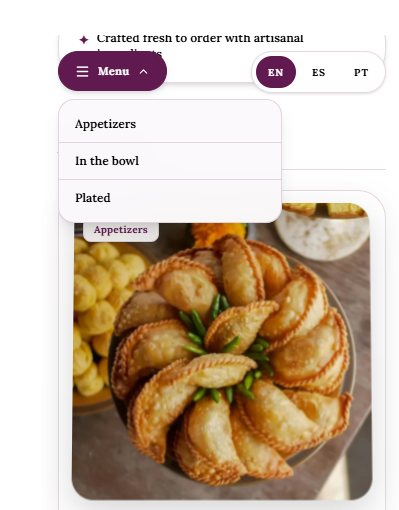 Crafted fresh to order with artisanal
Menu
EN ES PT
Appetizers
In the bowl
Plated
Appetizers